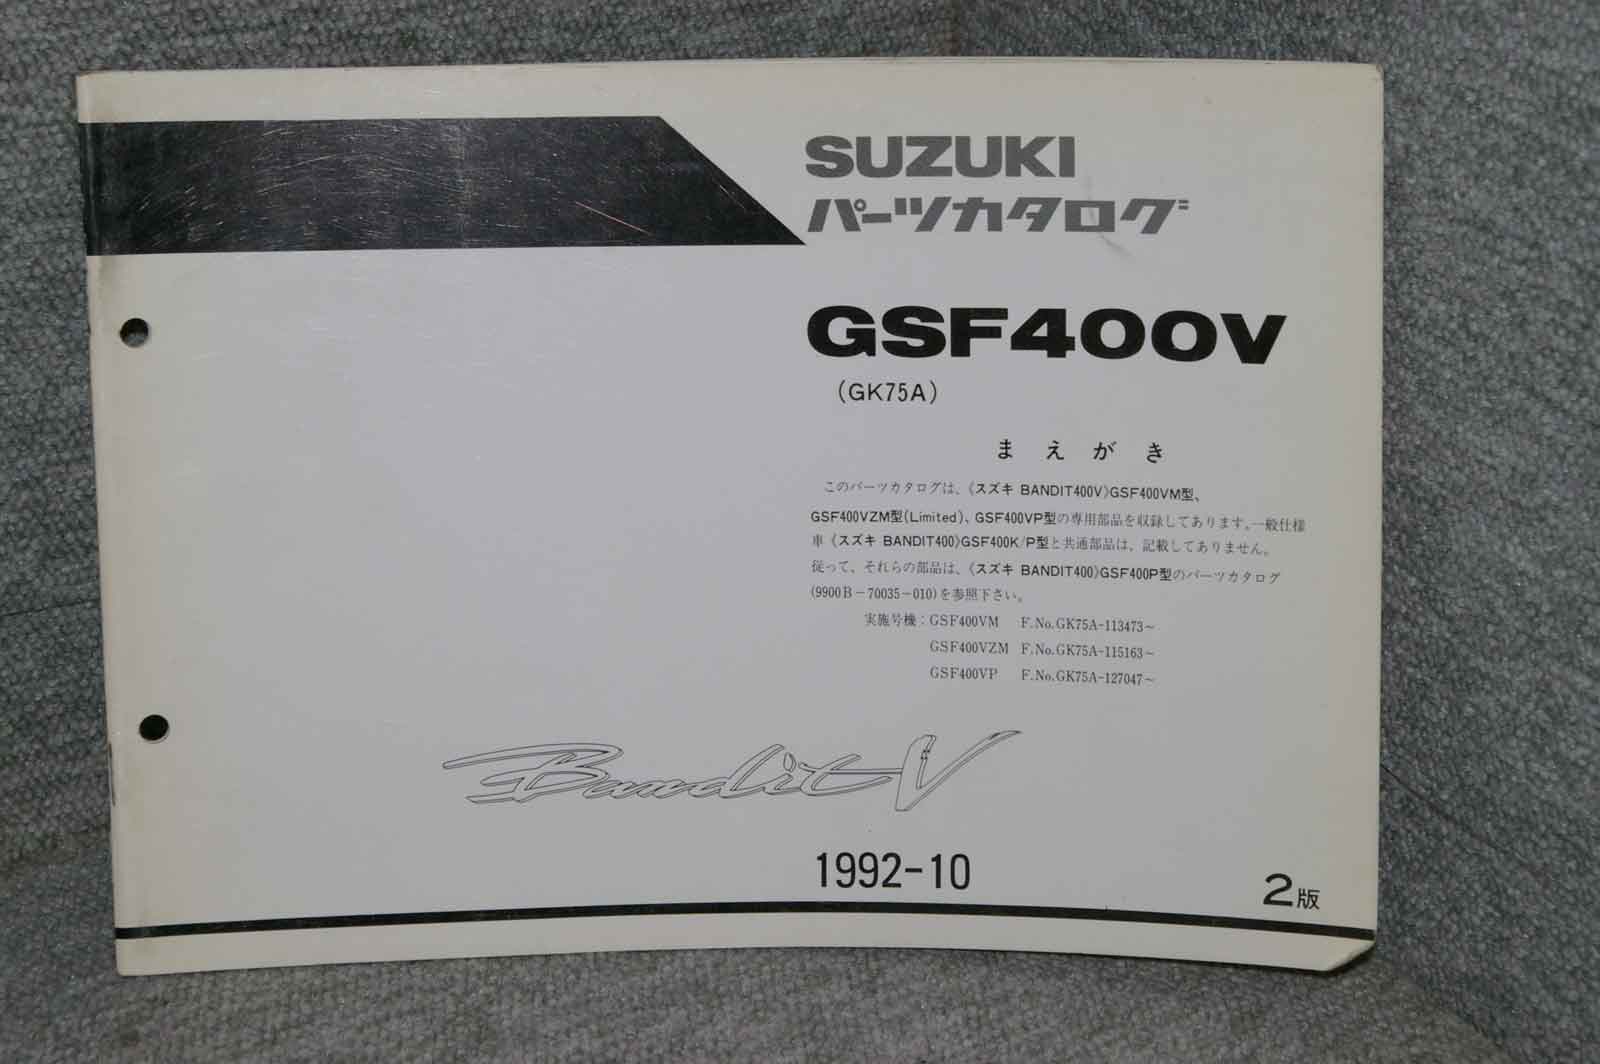 SUZUKI
パーツカタログ
GSF400V
(GK75A)
まえがき
このパーツカタログは、《スズキ BANDIT400V》GSF400VM型、
GSF400VZM型(Limited)、GSF400VP型の専用部品を収録してあります。一般仕様
車《スズキ BANDIT400》GSF400K/P型と共通部品は、記載してありません。
従って、それらの部品は、《スズキ BANDIT400》GSF400P型のパーツカタログ
(9900B-70035-010)を参照下さい。
実施号機:GSF400VM F.No.GK75A-113473~
GSF400VZM F.No.GK75A-115163~
GSF400VP F.No.GK75A-127047~
Bandit V
1992-10
2版